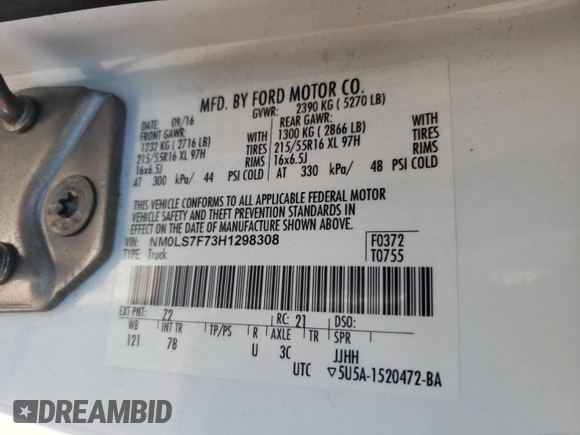 MFD. BY FORD MOTOR CO.
DATE: 09/16 GVWR: 2390 KG ( 5270 LB)
FRONT GAWR: REAR GAWR:
1232 KG ( 2716 LB) 1300 KG ( 2866 LB)
215/55R16 XL 97H TIRES 215/55R16 XL 97H TIRES
16x6.5J RIMS 16x6.5J RIMS
AT 300 kPa/ 44 PSI COLD AT 330 kPa/ 48 PSI COLD
THIS VEHICLE CONFORMS TO ALL APPLICABLE FEDERAL MOTOR
VEHICLE SAFETY AND THEFT PREVENTION STANDARDS IN
EFFECT ON THE DATE OF MANUFACTURE SHOWN ABOVE.
VIN: NM0LS7F73H1298308 F0372
TYPE: Truck T0755
EXT PNT: Z2 RC: 21 DSO:
WB INT TR TP/PS R AXLE TR SPR
121 7B U 3C JJHH
UTC ▽5U5A-1520472-BA
DREAMBID
DREAMBID